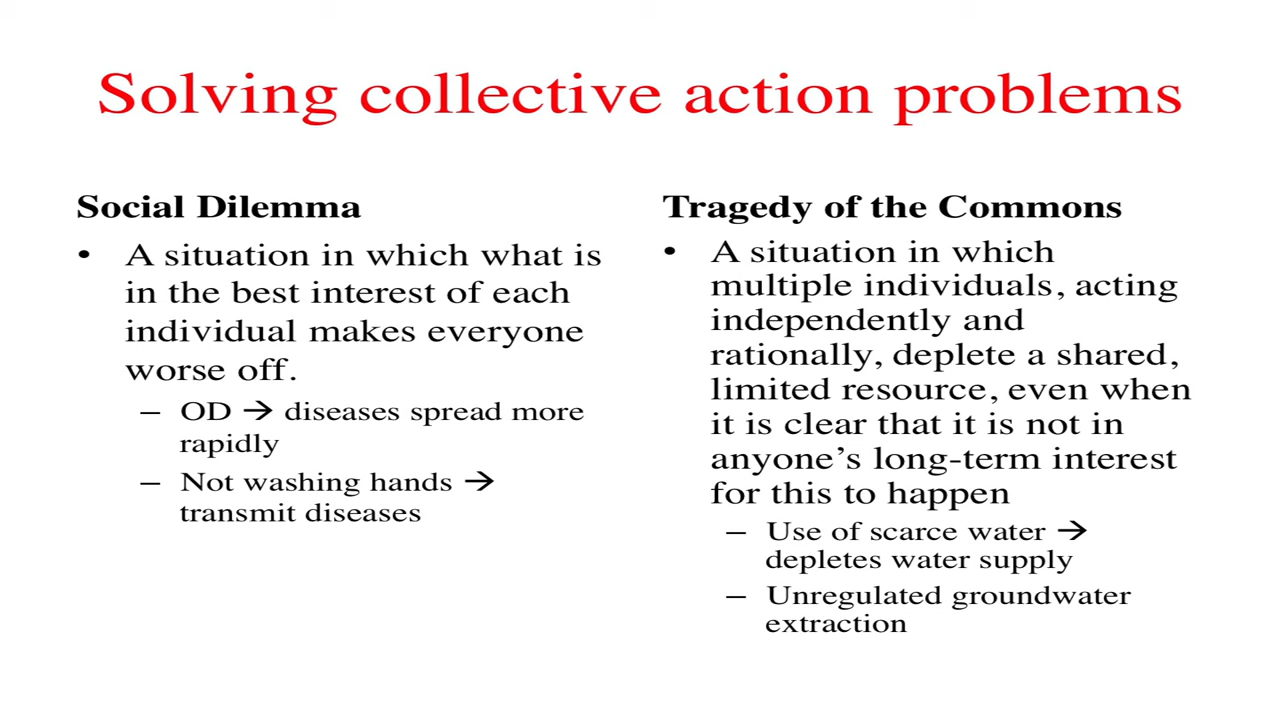 Solving collective action problems
Social Dilemma
• A situation in which what is
in the best interest of each
individual makes everyone
worse off.
– OD → diseases spread more
rapidly
– Not washing hands →
transmit diseases
Tragedy of the Commons
• A situation in which
multiple individuals, acting
independently and
rationally, deplete a shared,
limited resource, even when
it is clear that it is not in
anyone’s long-term interest
for this to happen
– Use of scarce water →
depletes water supply
– Unregulated groundwater
extraction